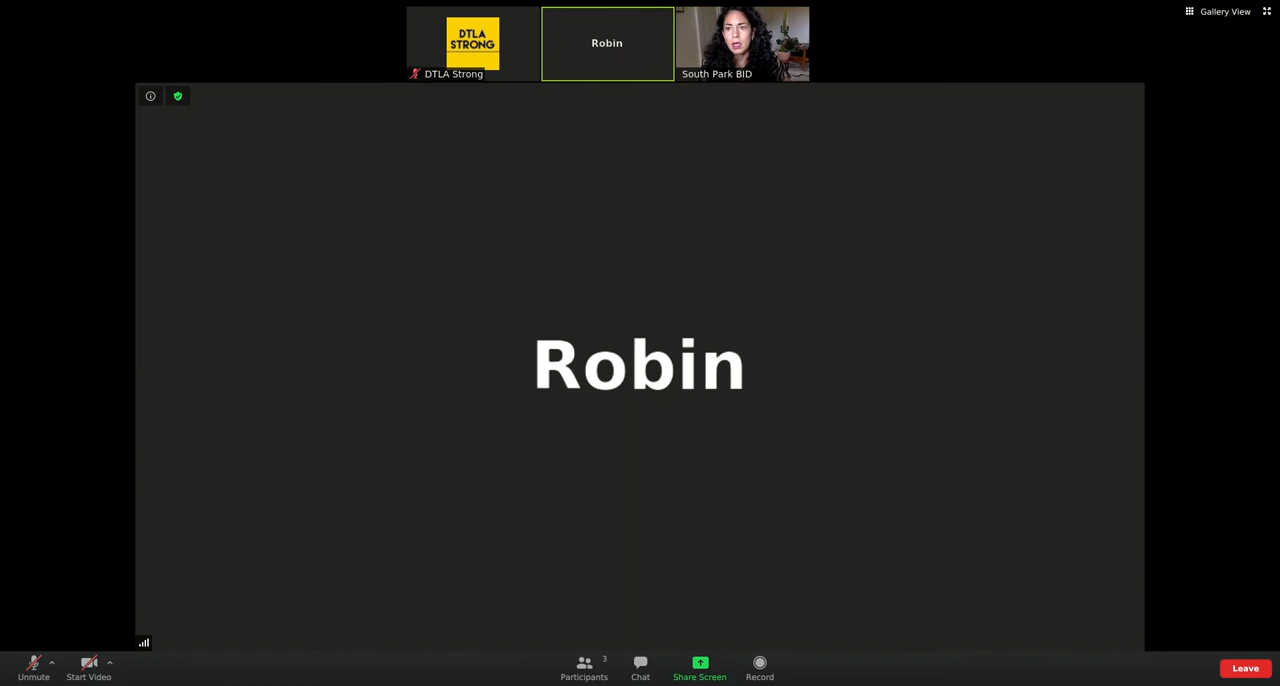 Gallery View
DTLA
STRONG
DTLA Strong
Robin
South Park BID
Robin
Unmute
Start Video
3
Participants
Chat
Share Screen
Record
Leave